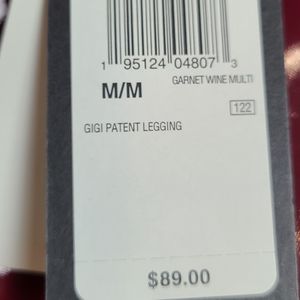 1 95124 04807 3
M/M GARNET WINE MULTI
122
GIGI PATENT LEGGING
$89.00